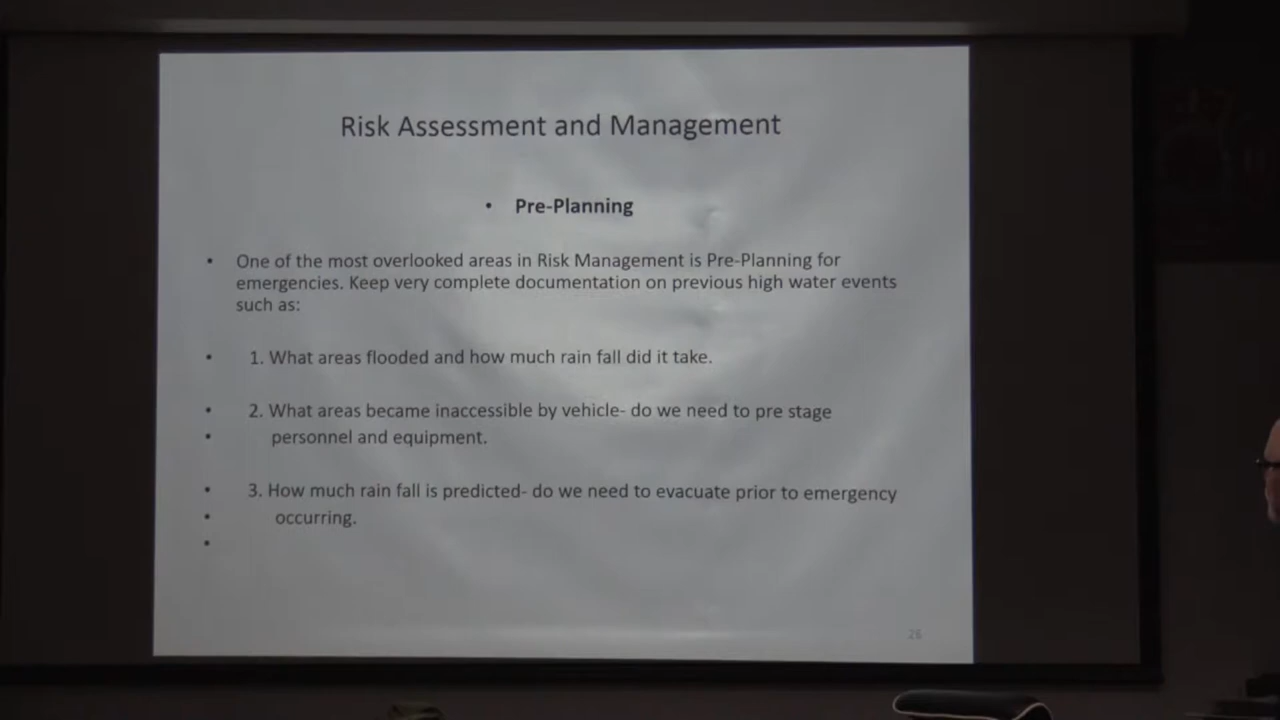 Risk Assessment and Management
• Pre-Planning
• One of the most overlooked areas in Risk Management is Pre-Planning for
emergencies. Keep very complete documentation on previous high water events
such as:
• 1. What areas flooded and how much rain fall did it take.
• 2. What areas became inaccessible by vehicle- do we need to pre stage
• personnel and equipment.
• 3. How much rain fall is predicted- do we need to evacuate prior to emergency
• occurring.
•
26